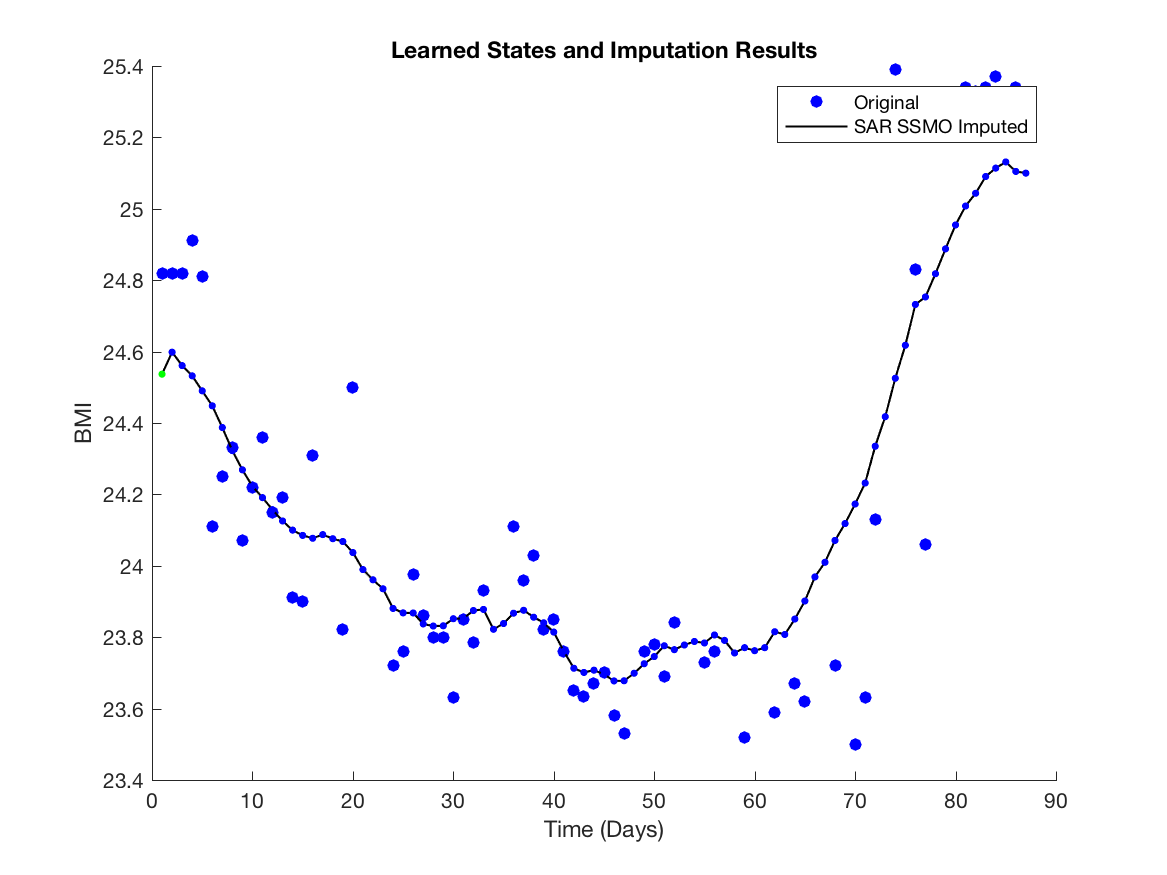 Learned States and Imputation Results
25.4
25.2
25
24.8
24.6
24.4
24.2
24
23.8
23.6
23.4
BMI
Original
SAR SSMO Imputed
0 10 20 30 40 50 60 70 80 90
Time (Days)